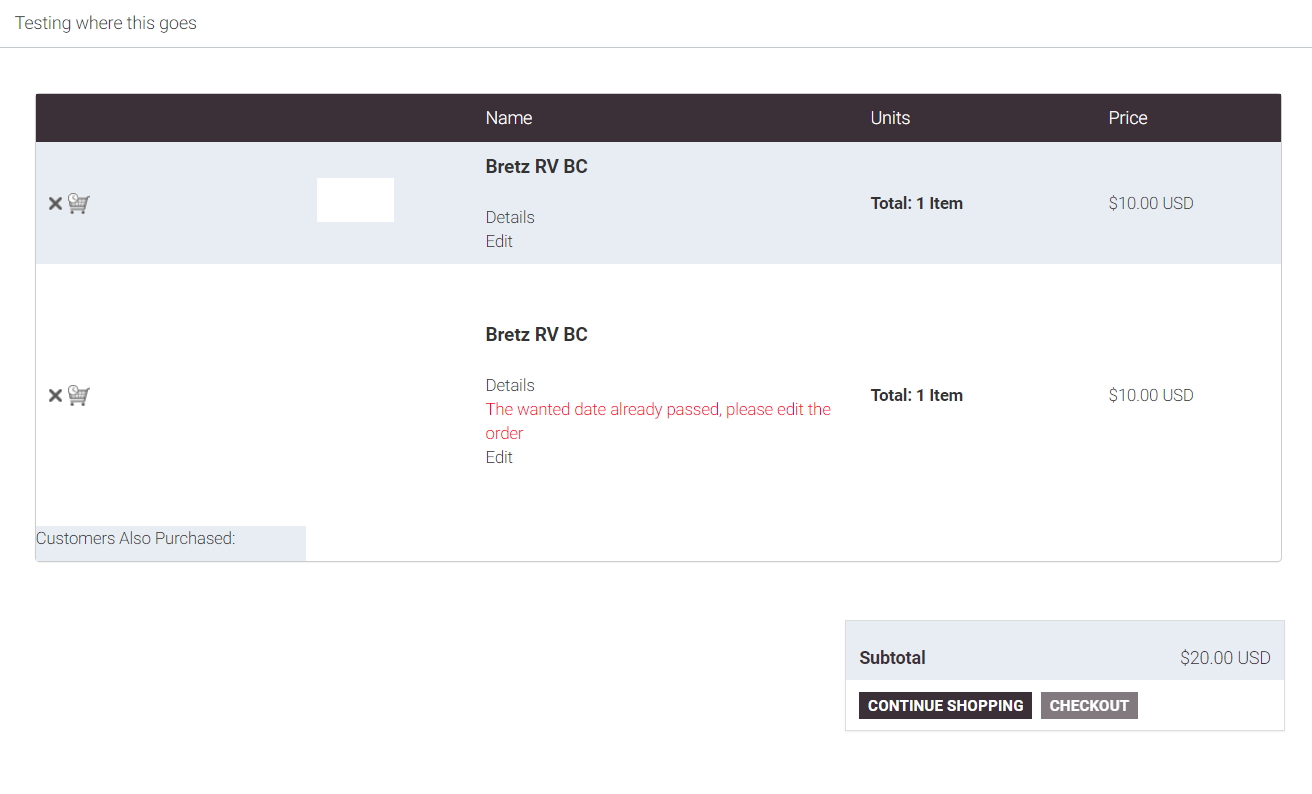 Testing where this goes
Name Units Price
Bretz RV BC
Total: 1 Item $10.00 USD
Details
Edit
Bretz RV BC
Details
Total: 1 Item $10.00 USD
The wanted date already passed, please edit the
order
Edit
Customers Also Purchased:
Subtotal $20.00 USD
CONTINUE SHOPPING CHECKOUT